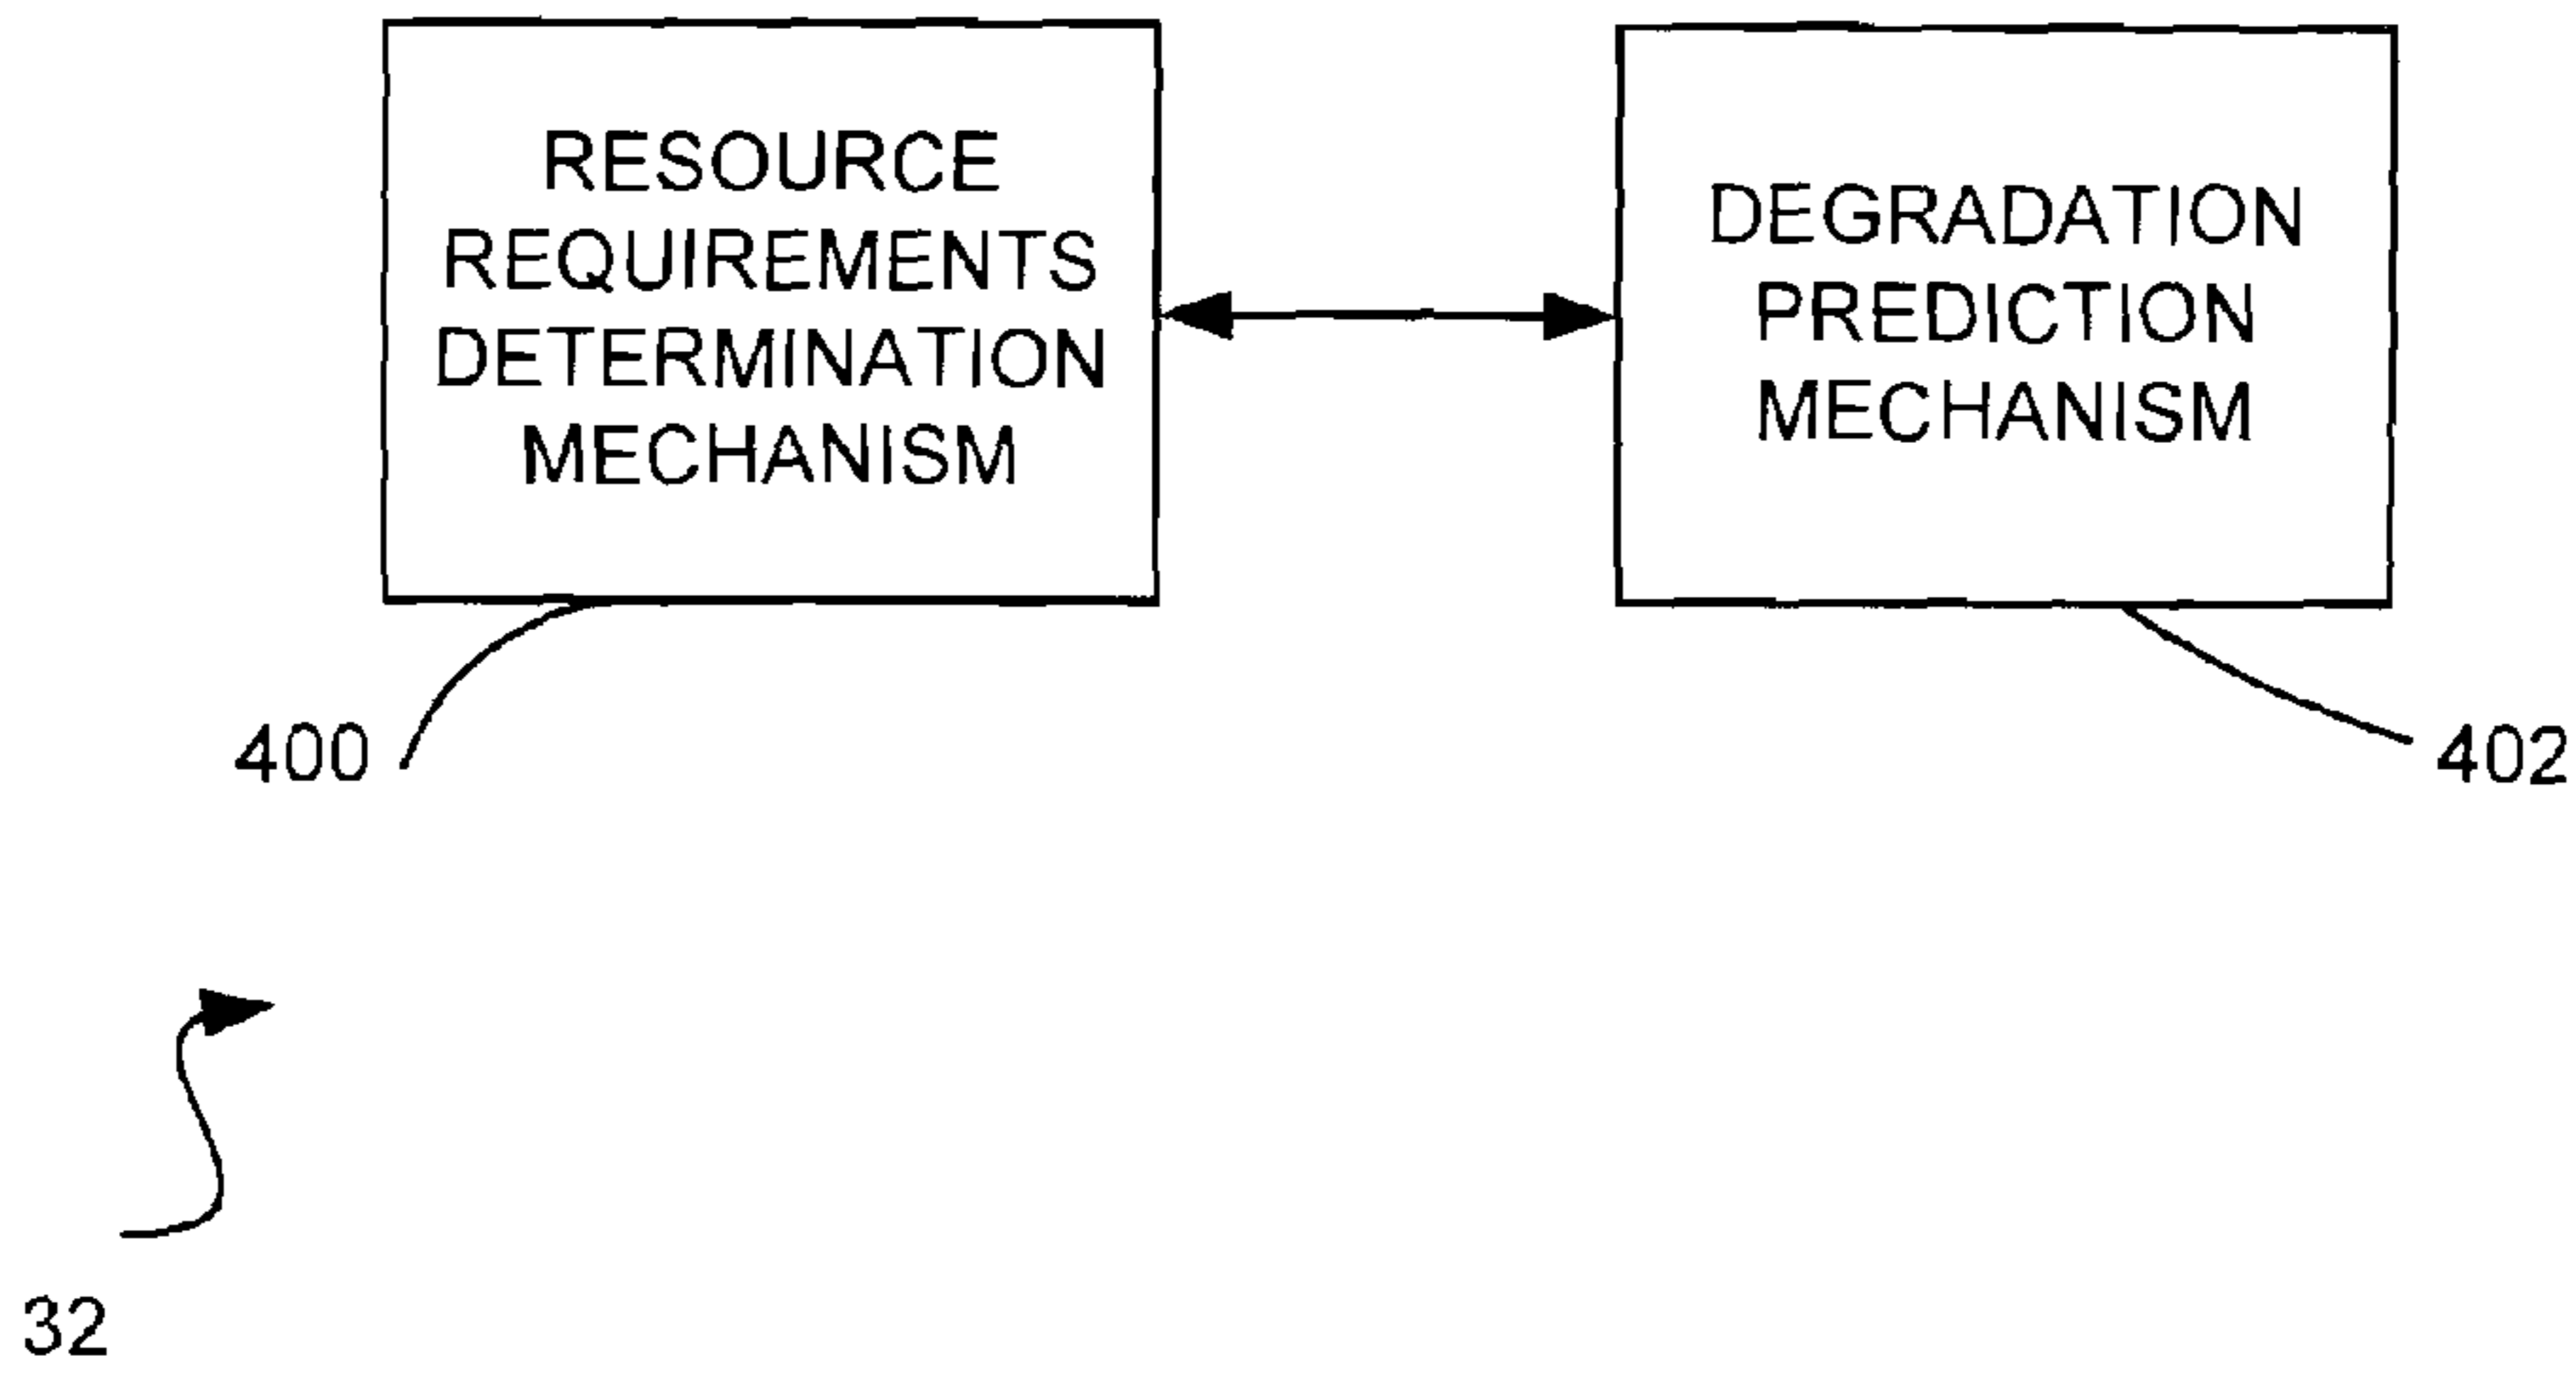 RESOURCE
REQUIREMENTS
DETERMINATION
MECHANISM
DEGRADATION
PREDICTION
MECHANISM
400
402
32